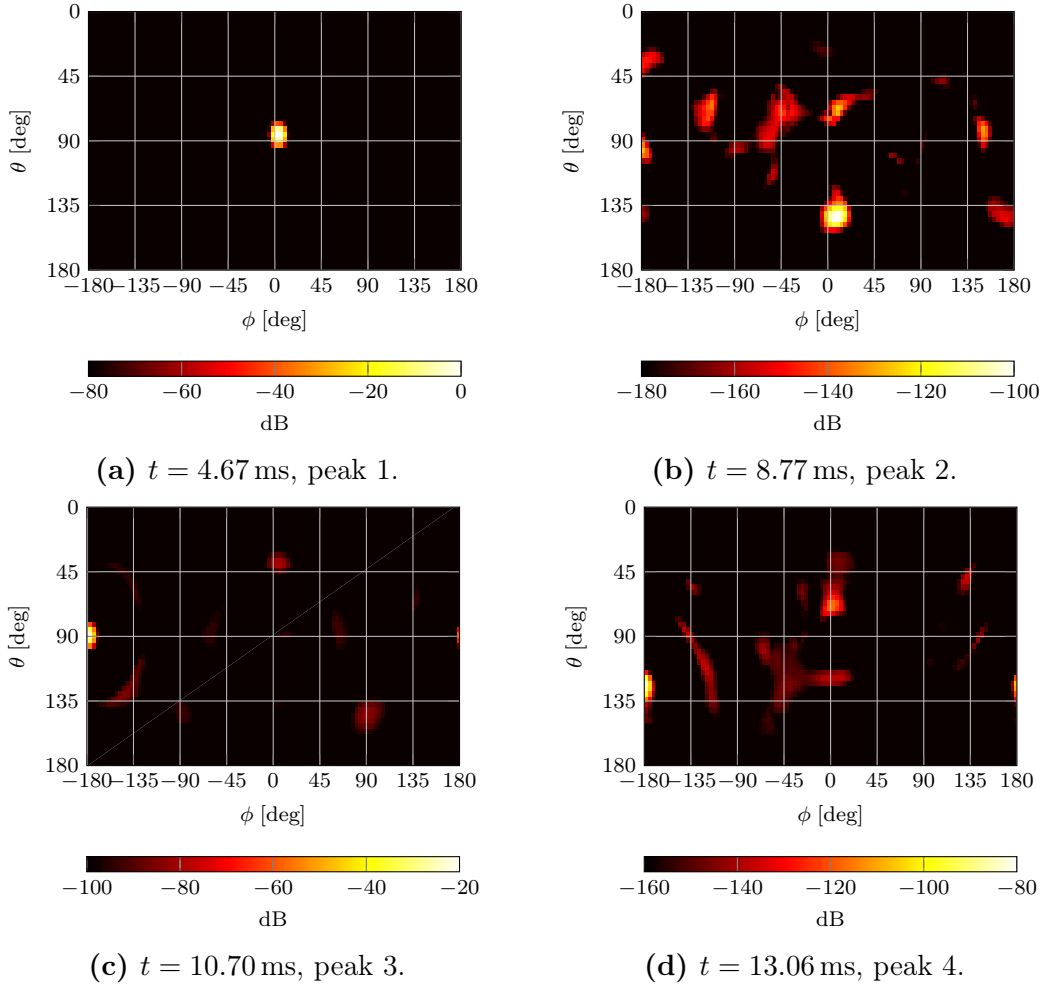 0
45
90
135
180
θ [deg]
−180 −135 −90 −45 0 45 90 135 180
ϕ [deg]
−80 −60 −40 −20 0
dB
(a) t = 4.67 ms, peak 1.
0
45
90
135
180
θ [deg]
−180 −135 −90 −45 0 45 90 135 180
ϕ [deg]
−180 −160 −140 −120 −100
dB
(b) t = 8.77 ms, peak 2.
0
45
90
135
180
θ [deg]
−180 −135 −90 −45 0 45 90 135 180
ϕ [deg]
−100 −80 −60 −40 −20
dB
(c) t = 10.70 ms, peak 3.
0
45
90
135
180
θ [deg]
−180 −135 −90 −45 0 45 90 135 180
ϕ [deg]
−160 −140 −120 −100 −80
dB
(d) t = 13.06 ms, peak 4.